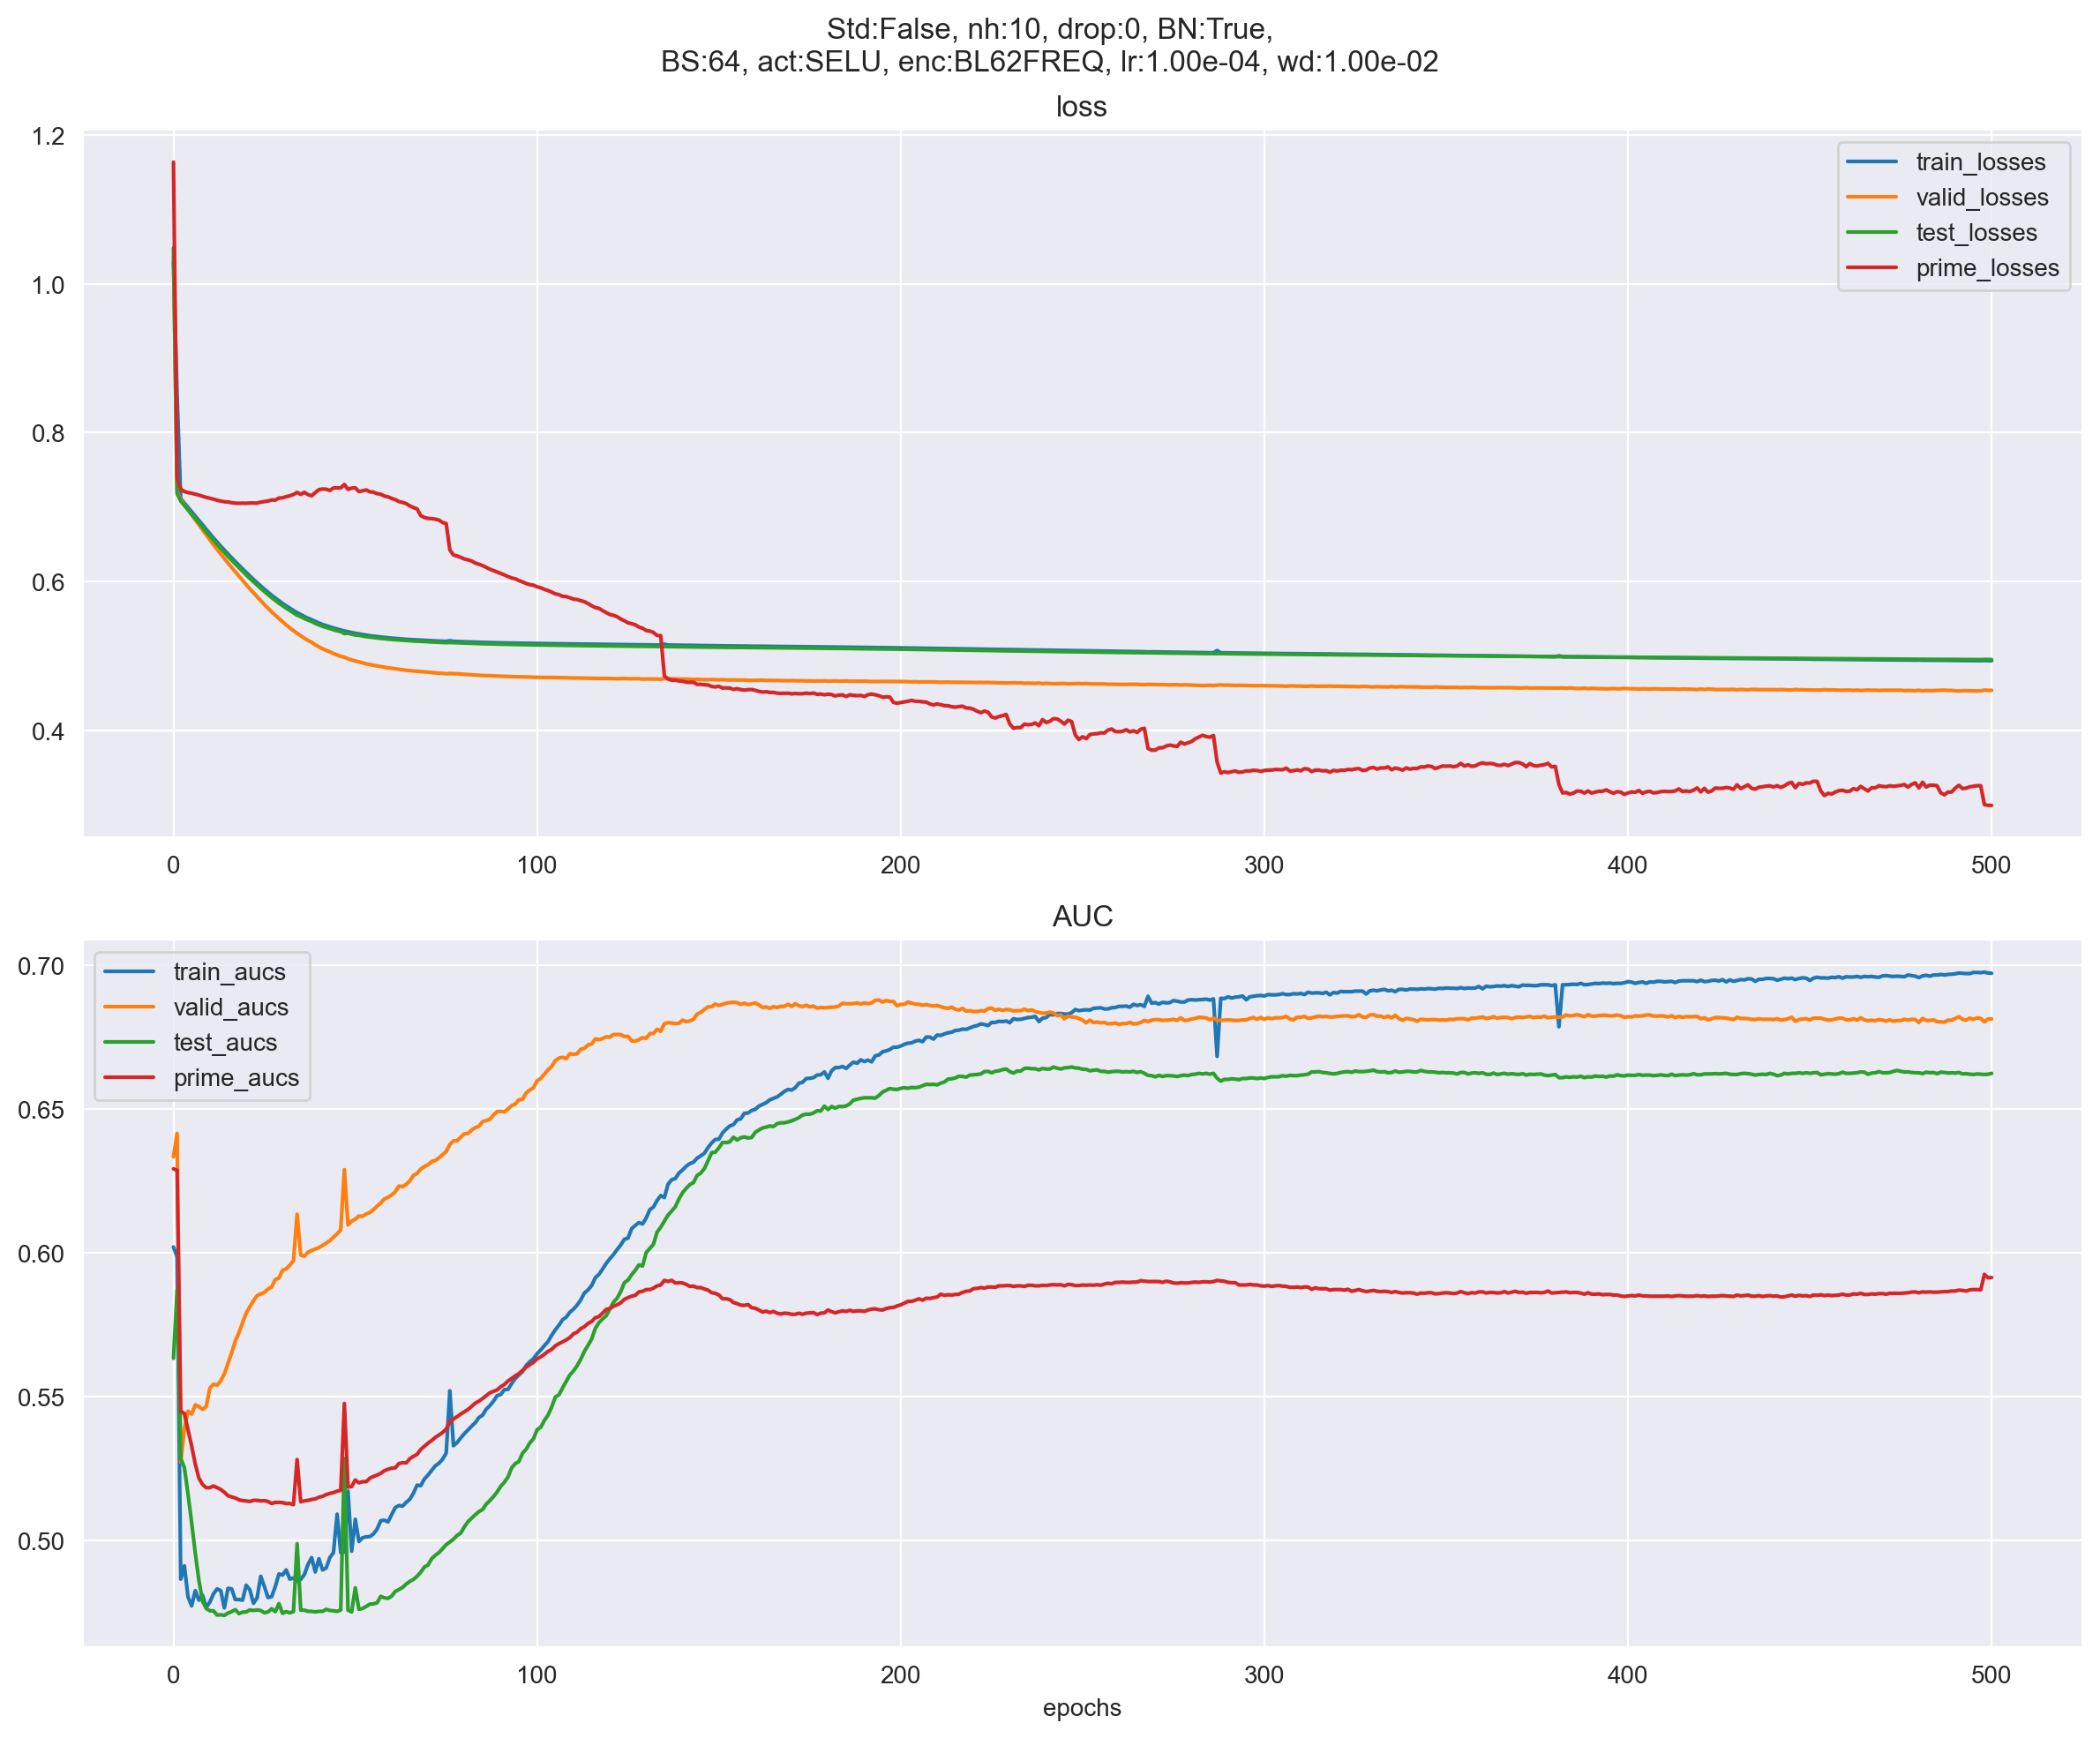 Std:False, nh:10, drop:0, BN:True,
BS:64, act:SELU, enc:BL62FREQ, lr:1.00e-04, wd:1.00e-02
loss
1.2
1.0
0.8
0.6
0.4
train_losses
valid_losses
test_losses
prime_losses
0 100 200 300 400 500
AUC
0.70
0.65
0.60
0.55
0.50
train_aucs
valid_aucs
test_aucs
prime_aucs
0 100 200 300 400 500
epochs